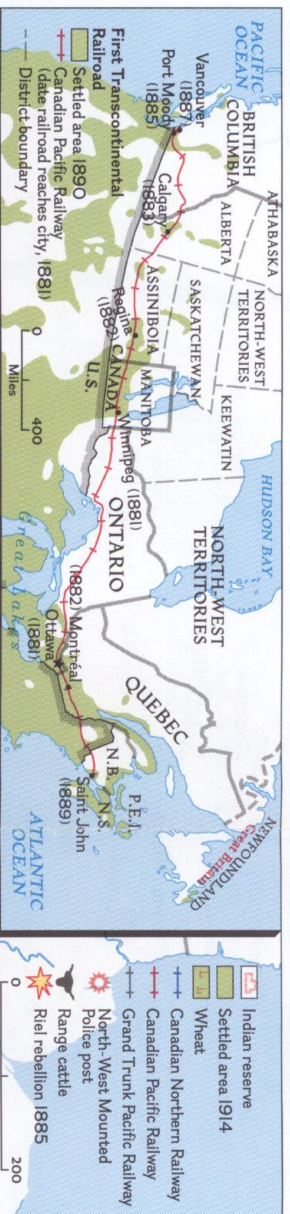 PACIFIC
OCEAN
BRITISH
COLUMBIA
ATHABASKA
ALBERTA
NORTH-WEST
TERRITORIES
SASKATCHEWAN
KEEWATIN
ASSINIBOIA
MANITOBA
HUDSON BAY
NORTH-WEST
TERRITORIES
ONTARIO
QUEBEC
NEWFOUNDLAND
Great Britain
Vancouver
(1887)
Port Moody
(1885)
Calgary
(1883)
Regina
(1882)
Winnipeg (1881)
CANADA
U.S.
(1882) Montréal
Ottawa
(1881)
Great Lakes
N.B.
P.E.I.
N.S.
Saint John
(1889)
ATLANTIC
OCEAN
First Transcontinental
Railroad
Settled area 1890
Canadian Pacific Railway
(date railroad reaches city, (1881)
District boundary
0 400
Miles
Indian reserve
Settled area 1914
Wheat
Canadian Northern Railway
Canadian Pacific Railway
Grand Trunk Pacific Railway
North-West Mounted
Police post
Range cattle
Riel rebellion 1885
0 200